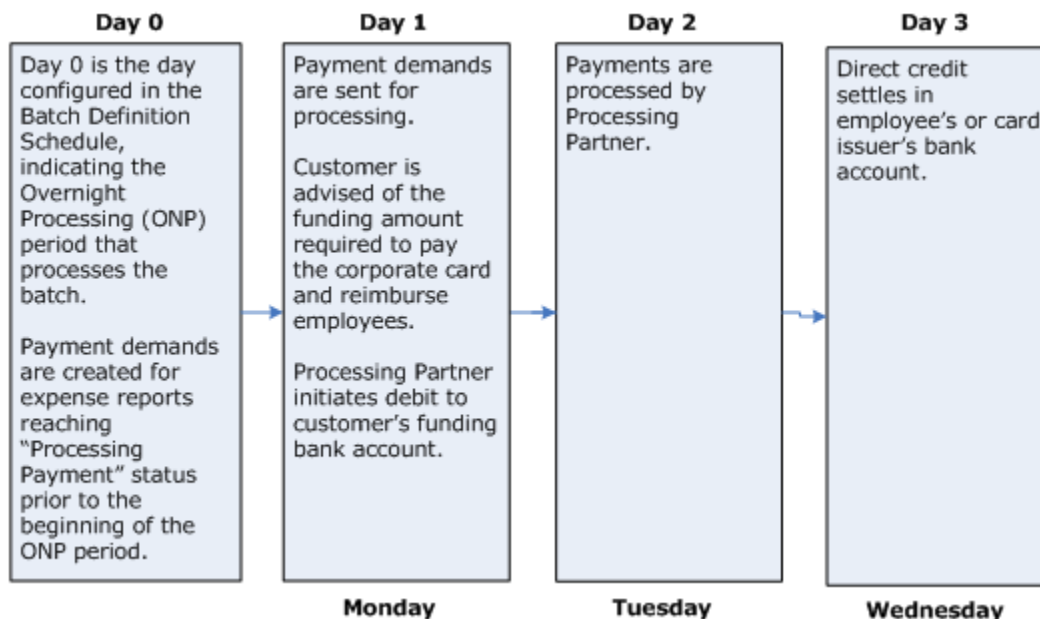 Day 0
Day 0 is the day
configured in the
Batch Definition
Schedule,
indicating the
Overnight
Processing (ONP)
period that
processes the
batch.
Payment demands
are created for
expense reports
reaching
“Processing
Payment” status
prior to the
beginning of the
ONP period.
Day 1
Payment demands
are sent for
processing.
Customer is
advised of the
funding amount
required to pay
the corporate card
and reimburse
employees.
Processing Partner
initiates debit to
customer’s funding
bank account.
Monday
Day 2
Payments are
processed by
Processing
Partner.
Tuesday
Day 3
Direct credit
settles in
employee’s or card
issuer’s bank
account.
Wednesday